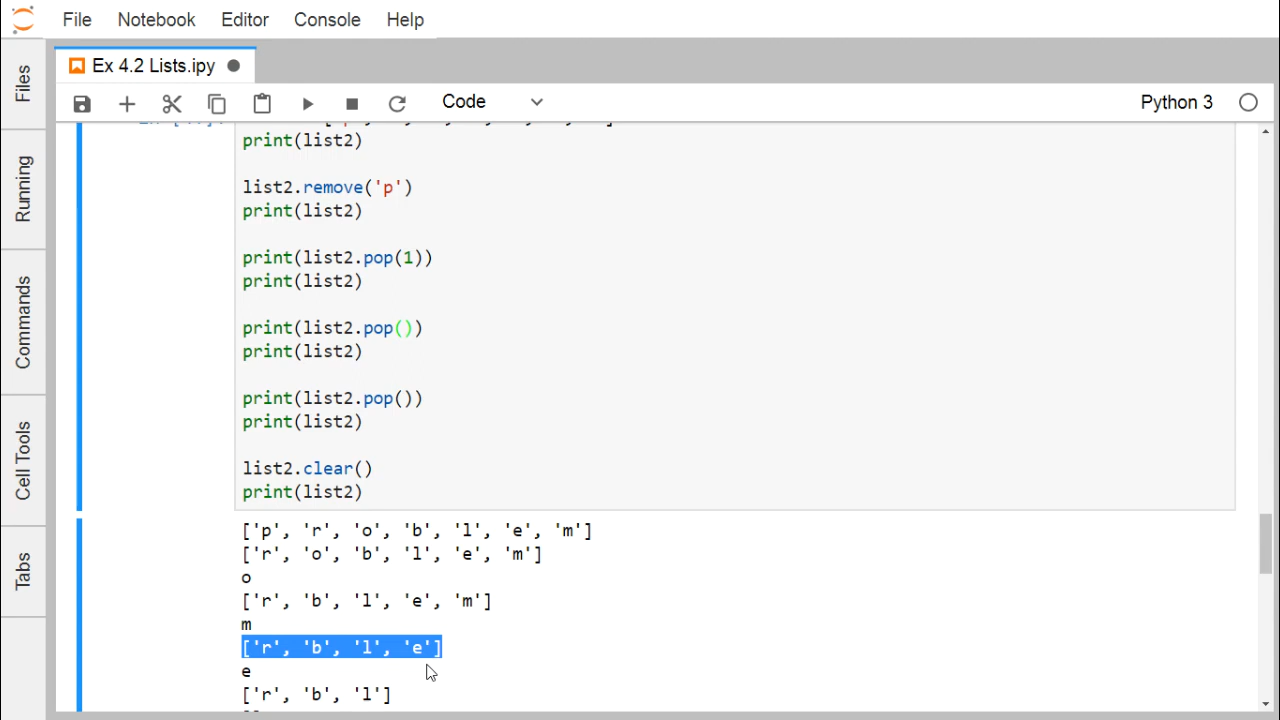 File Notebook Editor Console Help
Ex 4.2 Lists.ipy
Code Python 3
Files
Running
Commands
Cell Tools
Tabs
print(list2)
list2.remove('p')
print(list2)
print(list2.pop(1))
print(list2)
print(list2.pop())
print(list2)
print(list2.pop())
print(list2)
list2.clear()
print(list2)
['p', 'r', 'o', 'b', 'l', 'e', 'm']
['r', 'o', 'b', 'l', 'e', 'm']
o
['r', 'b', 'l', 'e', 'm']
m
['r', 'b', 'l', 'e']
e
['r', 'b', 'l']